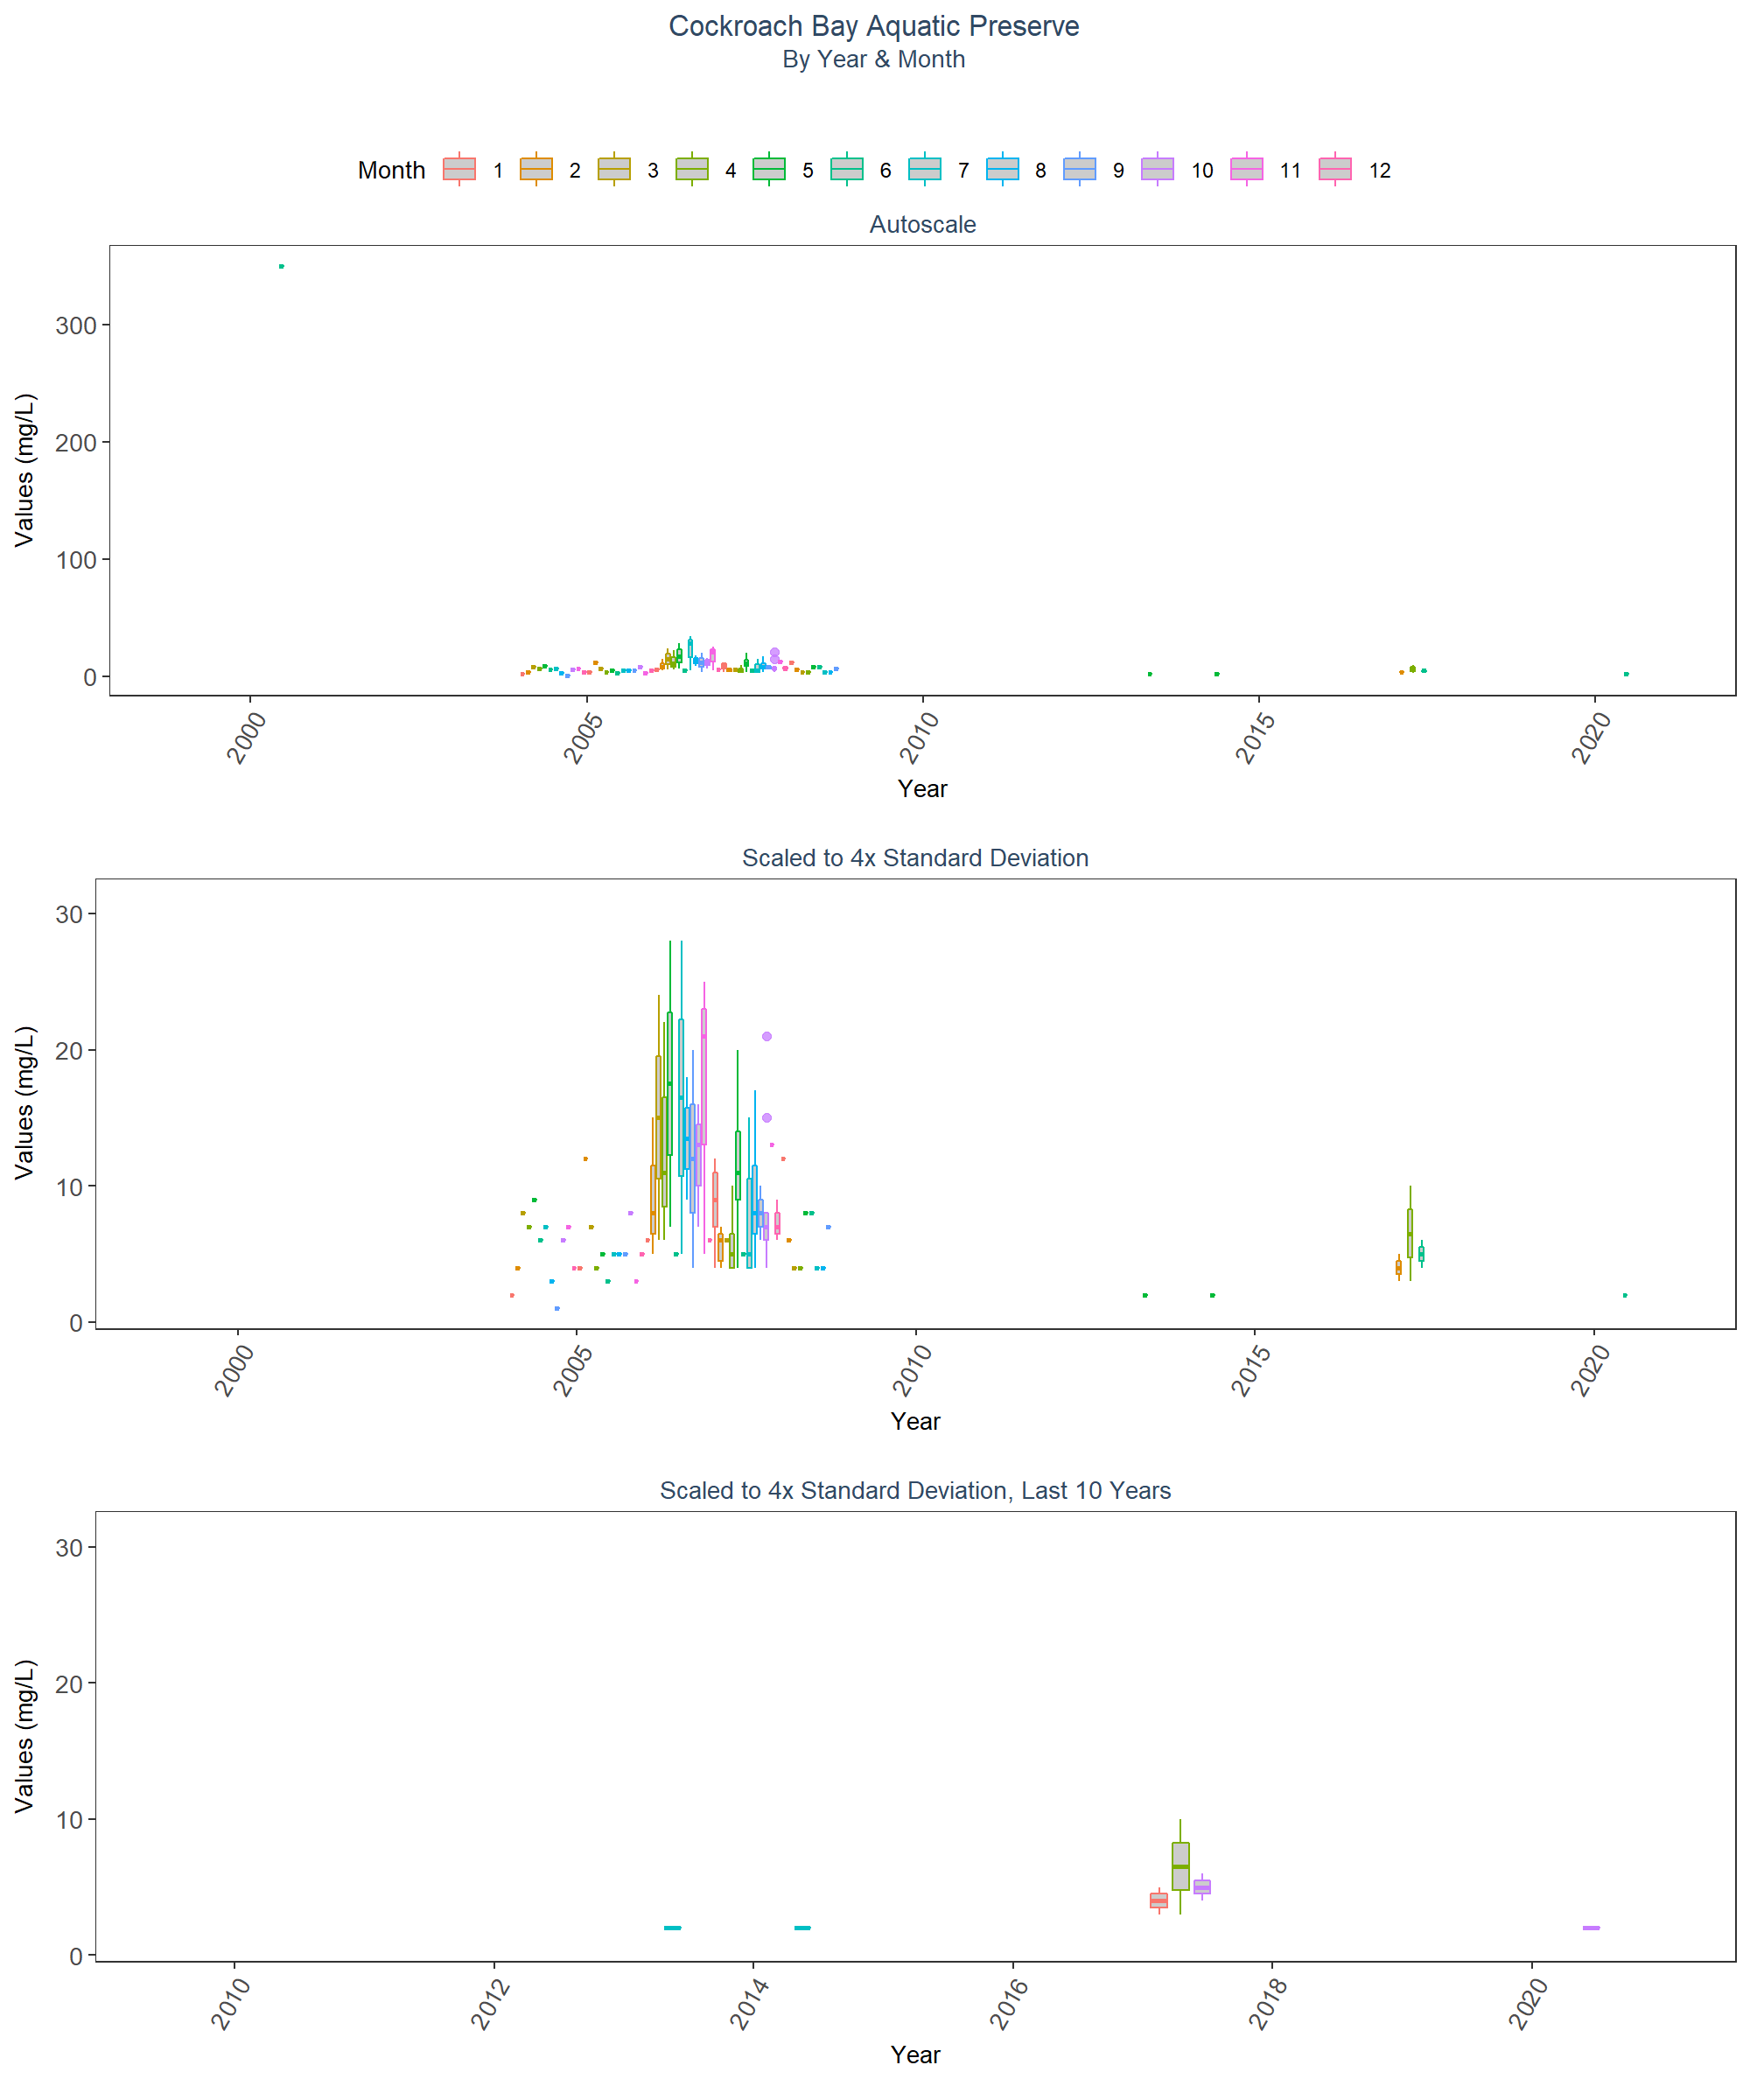 Cockroach Bay Aquatic Preserve
By Year & Month
Month 1 2 3 4 5 6 7 8 9 10 11 12
Autoscale
Values (mg/L)
300
200
100
0
2000 2005 2010 2015 2020
Year
Scaled to 4x Standard Deviation
Values (mg/L)
30
20
10
0
2000 2005 2010 2015 2020
Year
Scaled to 4x Standard Deviation, Last 10 Years
Values (mg/L)
30
20
10
0
2010 2012 2014 2016 2018 2020
Year